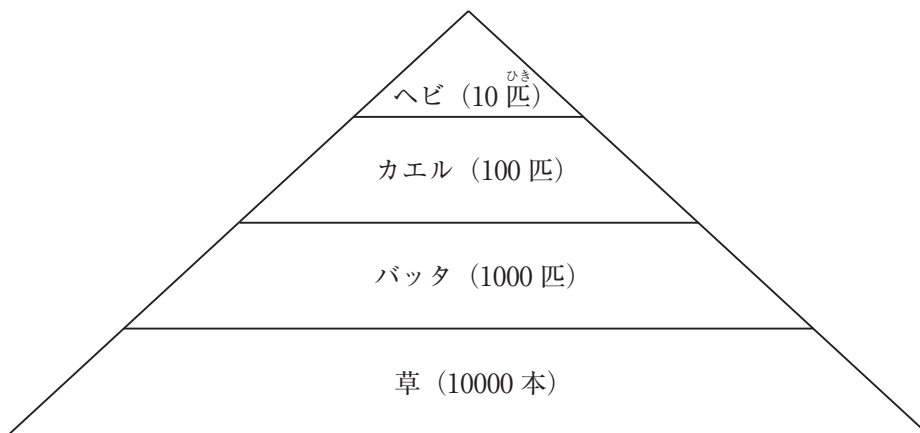 ひき
ヘビ（10 匹）
カエル（100 匹）
バッタ（1000 匹）
草（10000 本）